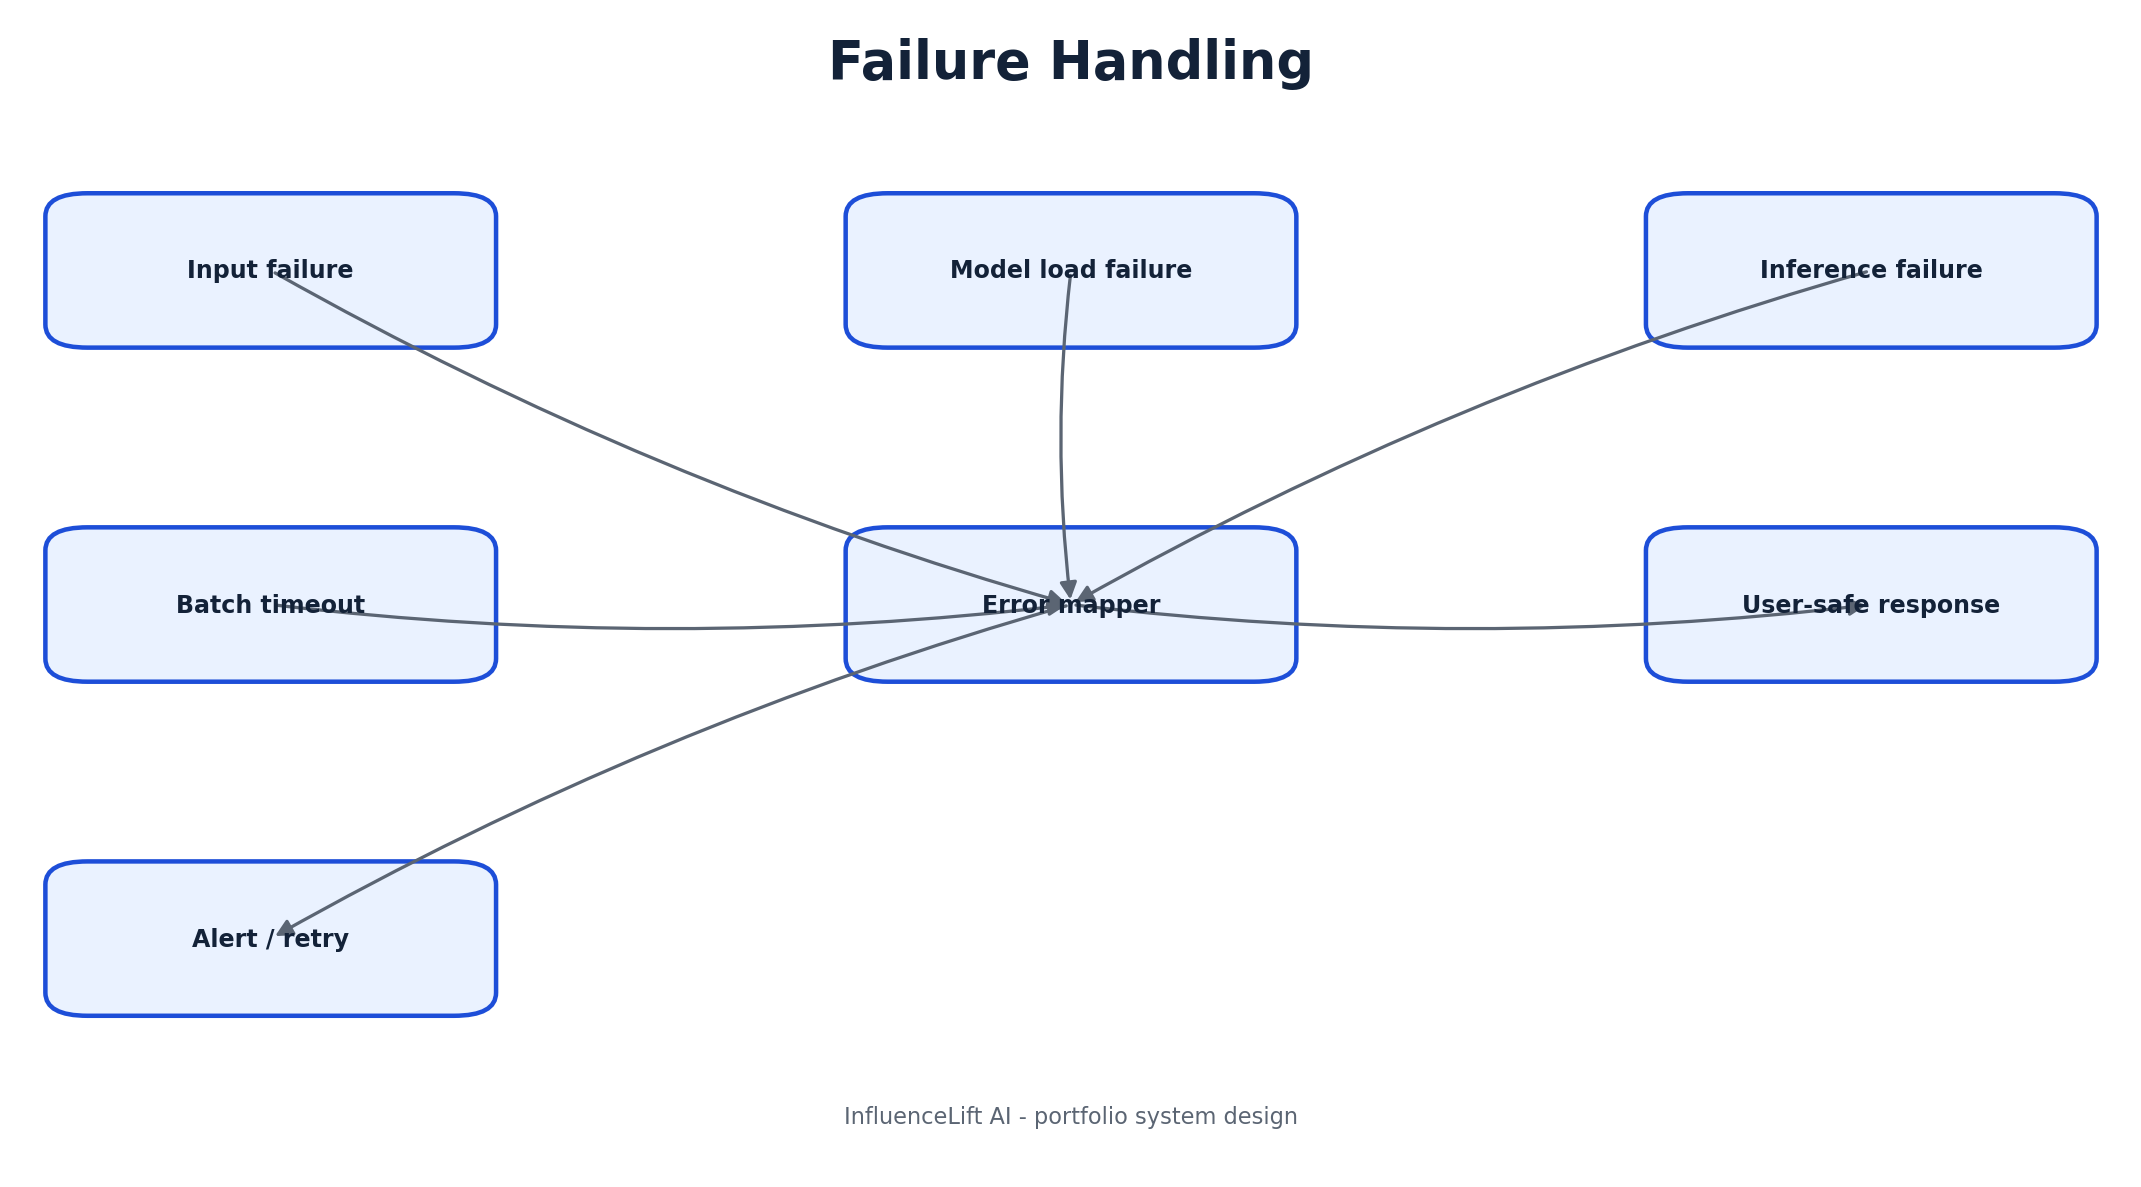 Failure Handling
Input failure
Model load failure
Inference failure
Batch timeout
Error mapper
User-safe response
Alert / retry
InfluenceLift AI - portfolio system design